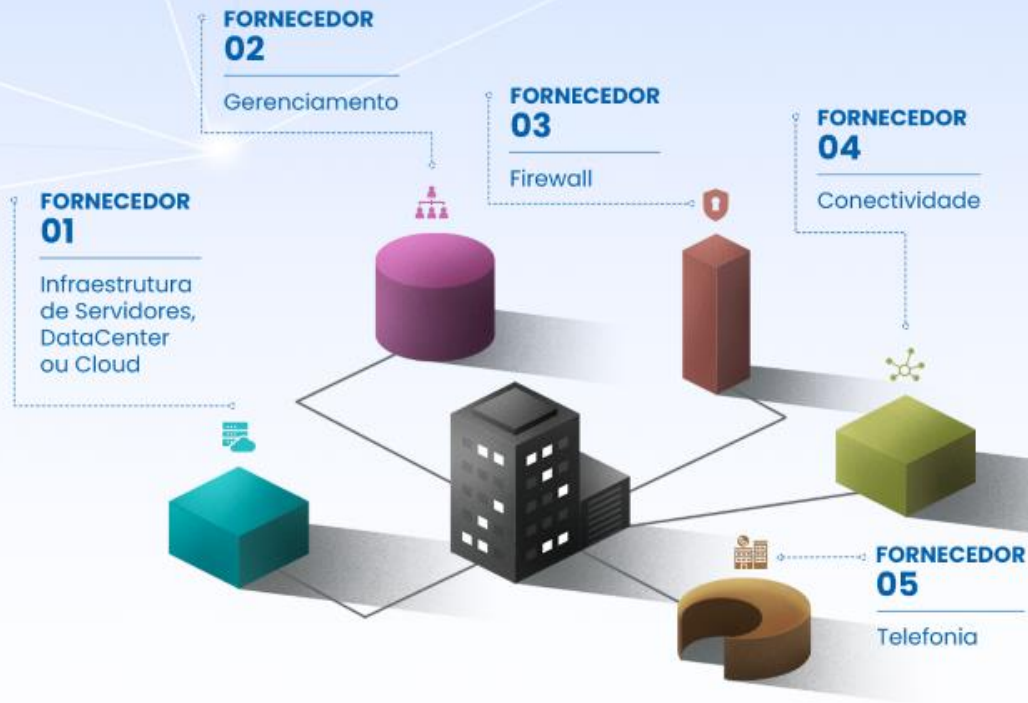 FORNECEDOR
01
Infraestrutura
de Servidores,
DataCenter
ou Cloud
FORNECEDOR
02
Gerenciamento
FORNECEDOR
03
Firewall
FORNECEDOR
04
Conectividade
FORNECEDOR
05
Telefonia